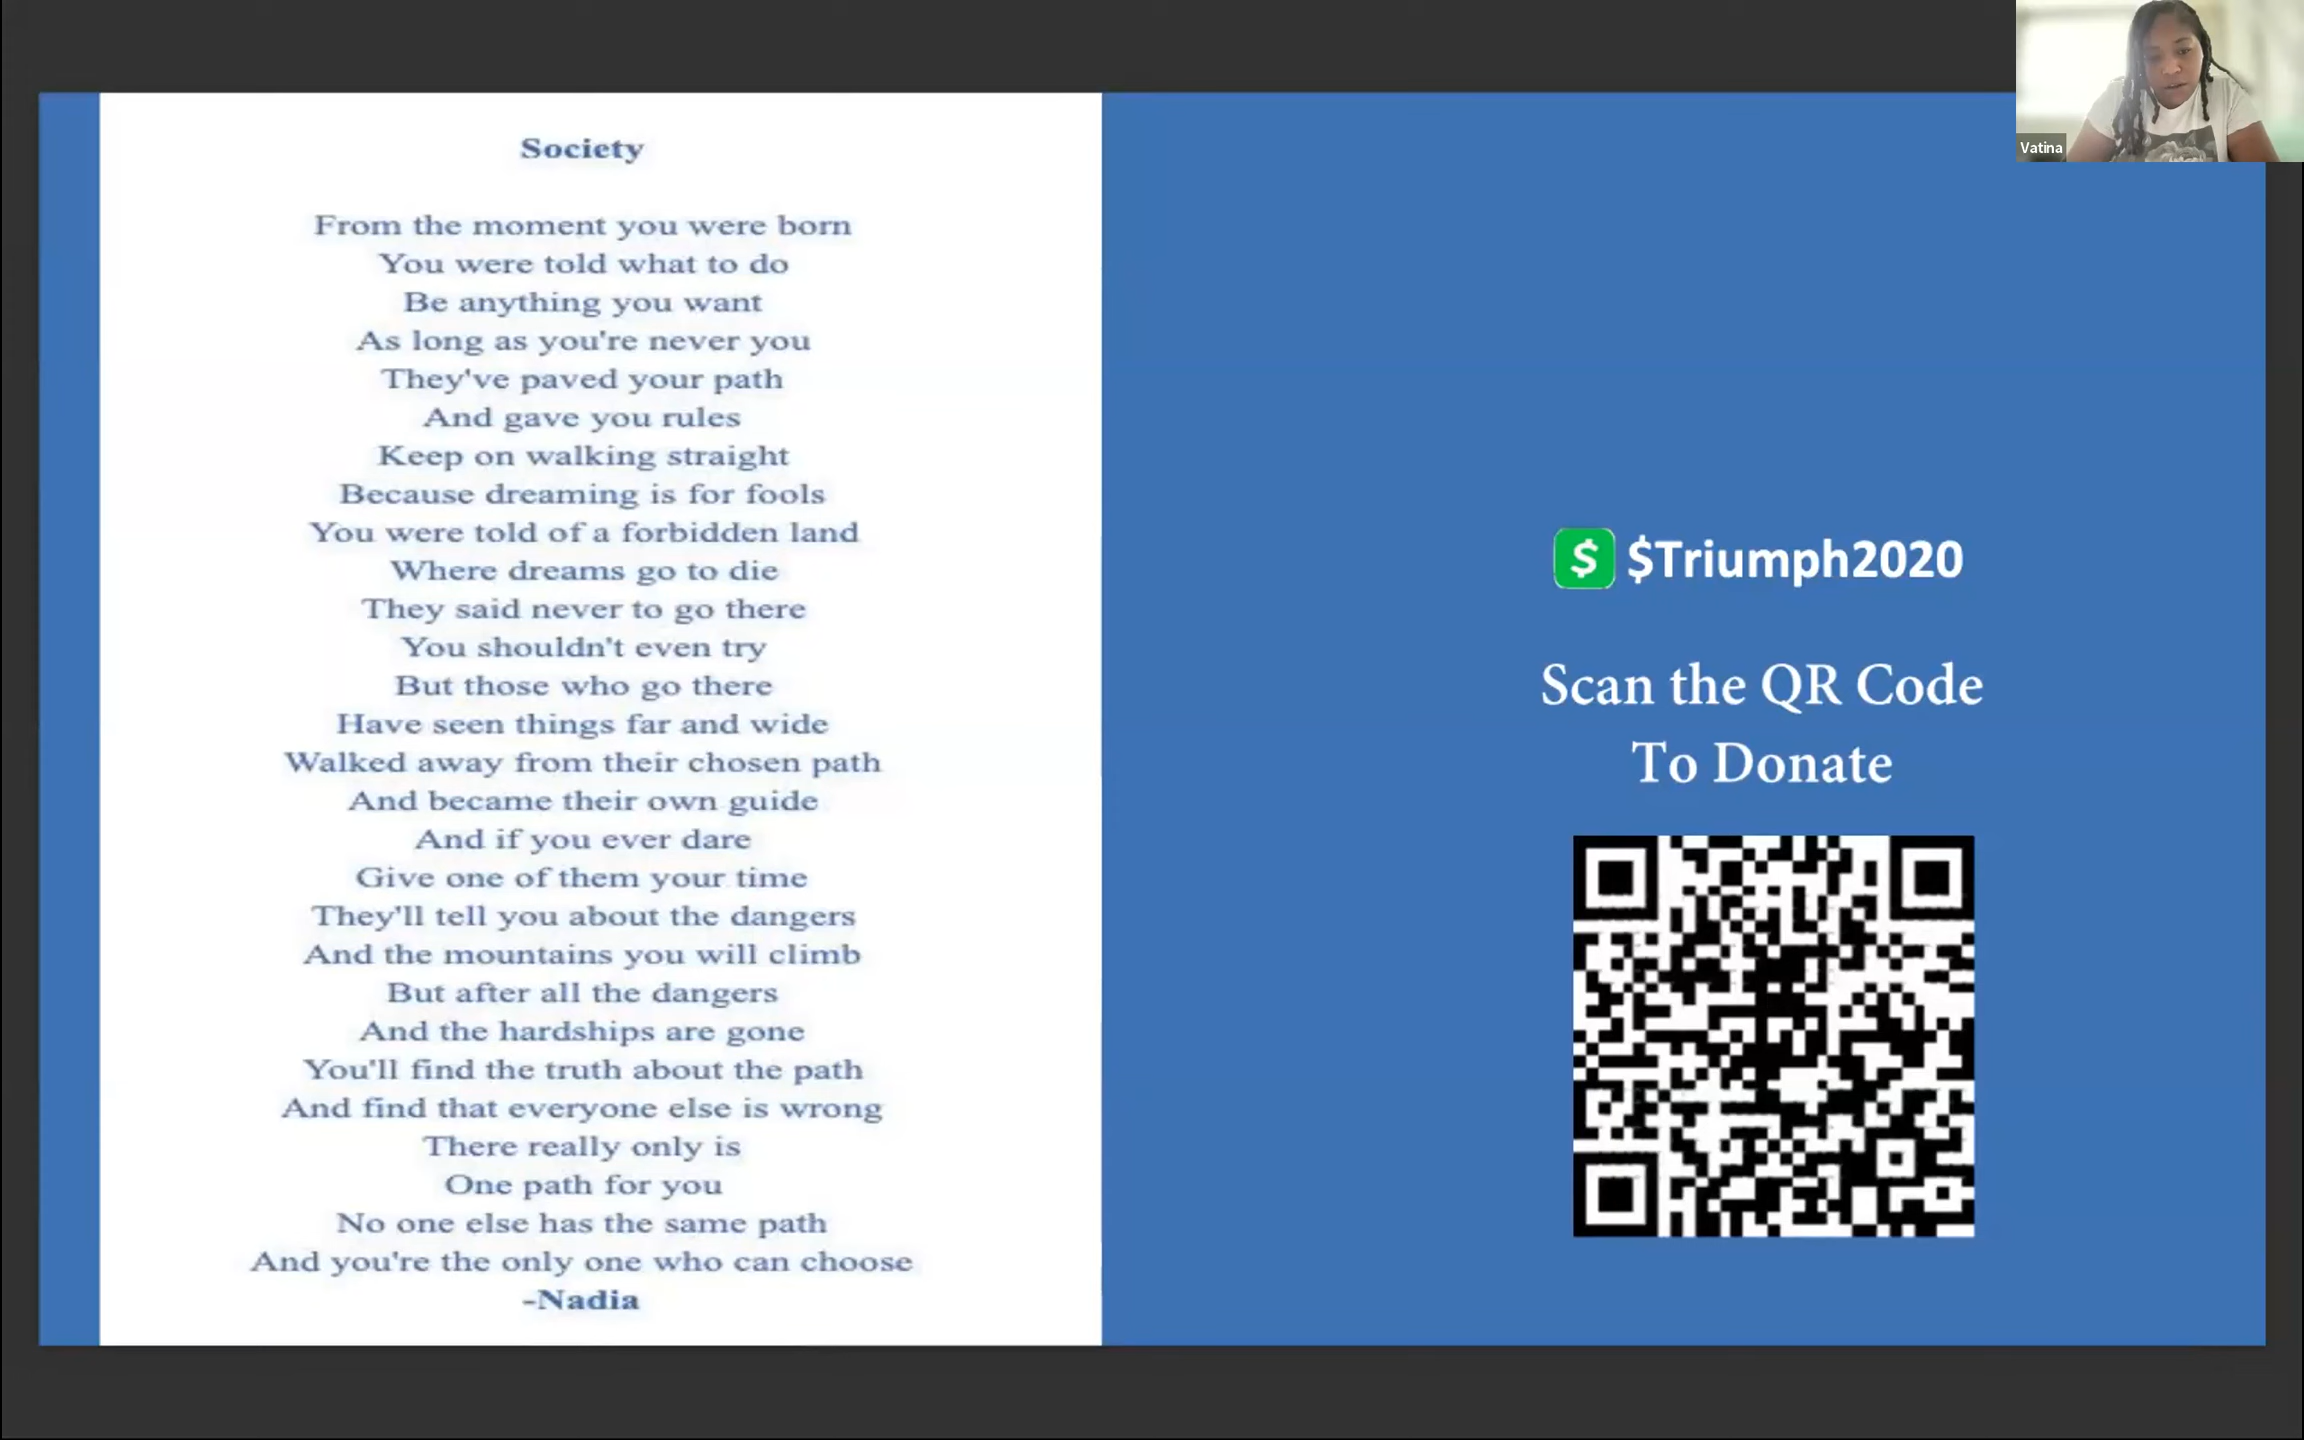 Society
From the moment you were born
You were told what to do
Be anything you want
As long as you're never you
They've paved your path
And gave you rules
Keep on walking straight
Because dreaming is for fools
You were told of a forbidden land
Where dreams go to die
They said never to go there
You shouldn't even try
But those who go there
Have seen things far and wide
Walked away from their chosen path
And became their own guide
And if you ever dare
Give one of them your time
They'll tell you about the dangers
And the mountains you will climb
But after all the dangers
And the hardships are gone
You'll find the truth about the path
And find that everyone else is wrong
There really only is
One path for you
No one else has the same path
And you're the only one who can choose
-Nadia
$ $Triumph2020
Scan the QR Code
To Donate
Vatina